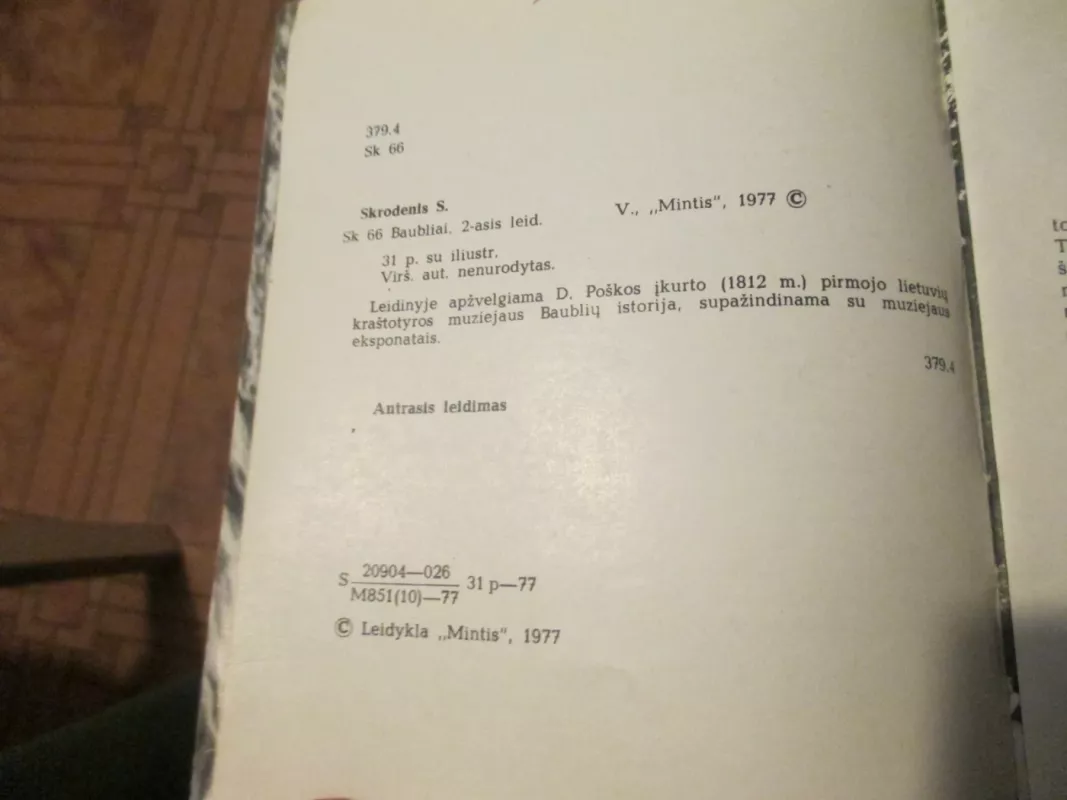 379.4
Sk 66
Skrodenis S.
Sk 66 Baubliai. 2-asis leid.
V., „Mintis", 1977 ©
31 p. su iliustr.
Virš. aut. nenurodytas.
Leidinyje apžvelgiama D. Poškos įkurto (1812 m.) pirmojo lietuvių
kraštotyros muziejaus Baublių istorija, supažindinama su muziejaus
eksponatais.
379.4
Antrasis leidimas
S 20904—026 31 p—77
M851(10)—77
© Leidykla „Mintis", 1977